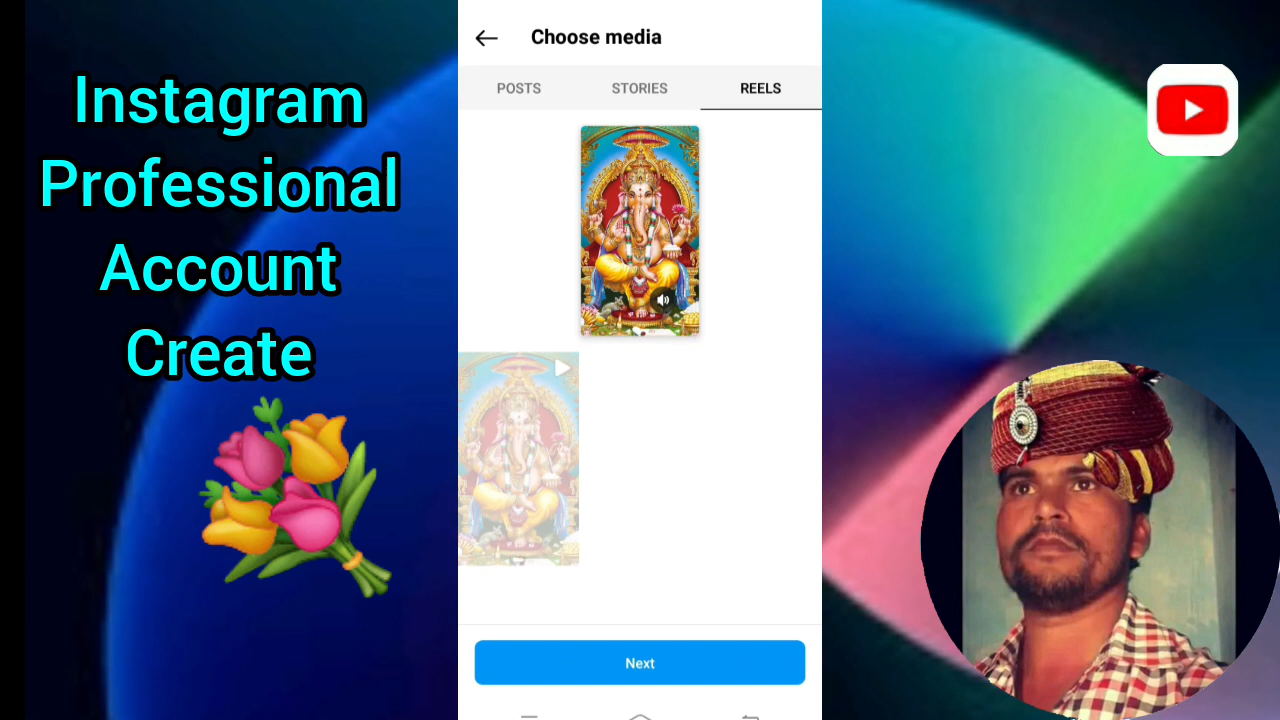 Instagram
Professional
Account
Create
Choose media
POSTS
STORIES
REELS
Next